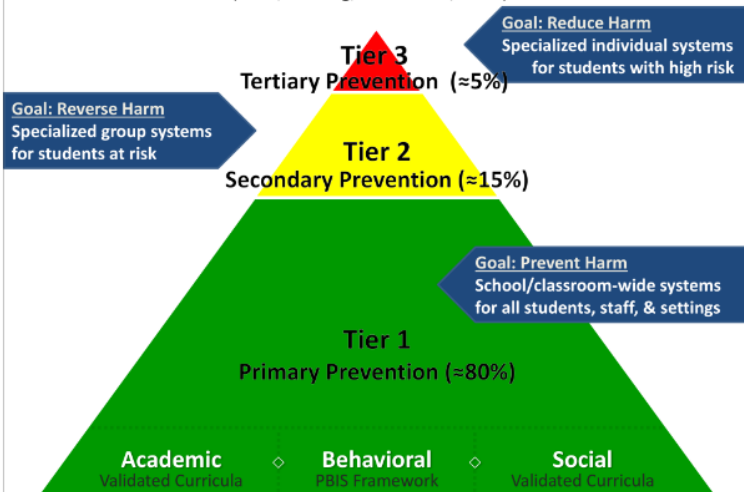 Goal: Reduce Harm
Specialized individual systems
for students with high risk
Tier 3
Tertiary Prevention (≈5%)
Goal: Reverse Harm
Specialized group systems
for students at risk
Tier 2
Secondary Prevention (≈15%)
Goal: Prevent Harm
School/classroom-wide systems
for all students, staff, & settings
Tier 1
Primary Prevention (≈80%)
Academic ◇ Behavioral ◇ Social
Validated Curricula PBIS Framework Validated Curricula